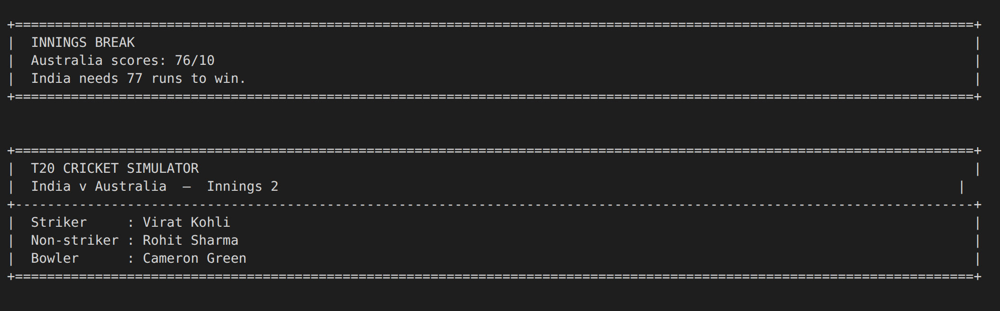 +========================================================================================================================+
|  INNINGS BREAK                                                                                                         |
|  Australia scores: 76/10                                                                                               |
|  India needs 77 runs to win.                                                                                           |
+========================================================================================================================+
+========================================================================================================================+
|  T20 CRICKET SIMULATOR                                                                                                 |
|  India v Australia  –  Innings 2                                                                                     |
+------------------------------------------------------------------------------------------------------------------------+
|  Striker     : Virat Kohli                                                                                             |
|  Non-striker : Rohit Sharma                                                                                            |
|  Bowler      : Cameron Green                                                                                           |
+========================================================================================================================+